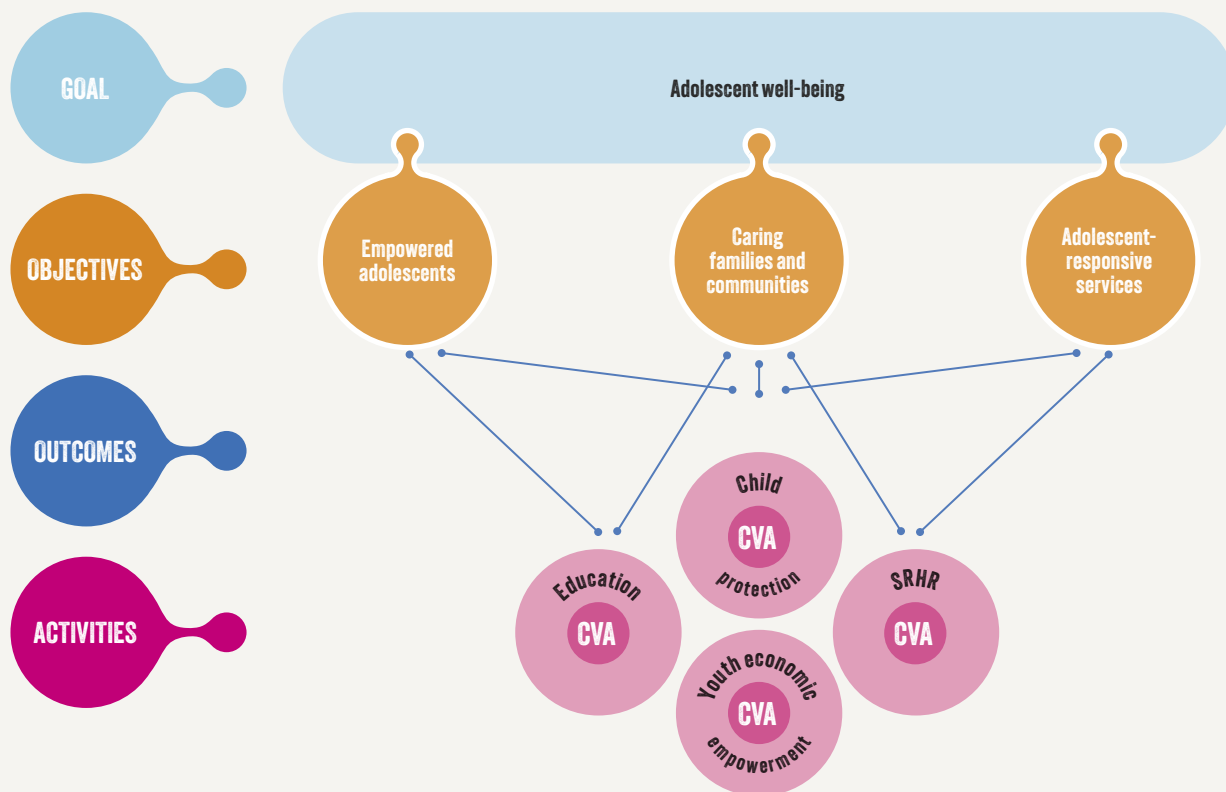 GOAL
Adolescent well-being
OBJECTIVES
Empowered
adolescents
Caring
families and
communities
Adolescent-
responsive
services
OUTCOMES
ACTIVITIES
Child
CVA
protection
Education
CVA
SRHR
CVA
Youth economic
CVA
empowerment